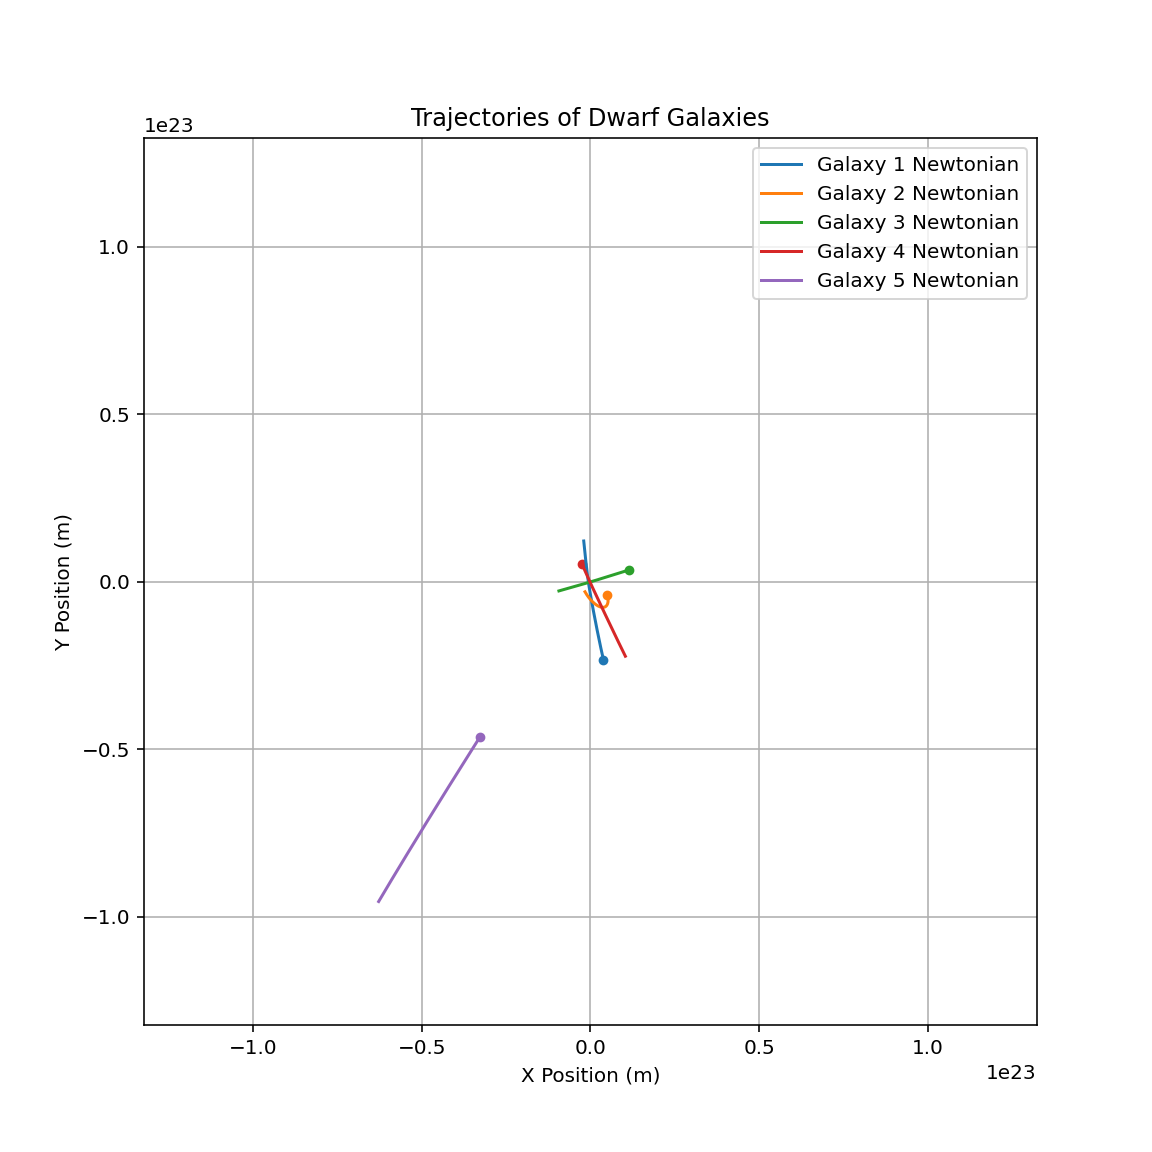 Trajectories of Dwarf Galaxies
1e23
Galaxy 1 Newtonian
Galaxy 2 Newtonian
Galaxy 3 Newtonian
Galaxy 4 Newtonian
Galaxy 5 Newtonian
1.0
0.5
0.0
−0.5
−1.0
Y Position (m)
−1.0 −0.5 0.0 0.5 1.0
X Position (m)
1e23